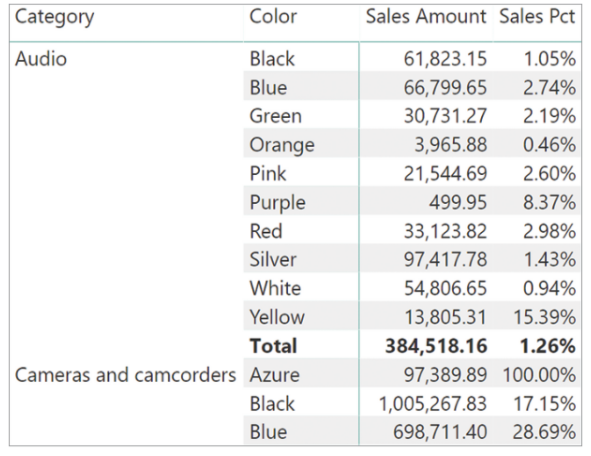 Category Color Sales Amount Sales Pct
Audio Black 61,823.15 1.05%
Blue 66,799.65 2.74%
Green 30,731.27 2.19%
Orange 3,965.88 0.46%
Pink 21,544.69 2.60%
Purple 499.95 8.37%
Red 33,123.82 2.98%
Silver 97,417.78 1.43%
White 54,806.65 0.94%
Yellow 13,805.31 15.39%
Total 384,518.16 1.26%
Cameras and camcorders Azure 97,389.89 100.00%
Black 1,005,267.83 17.15%
Blue 698,711.40 28.69%